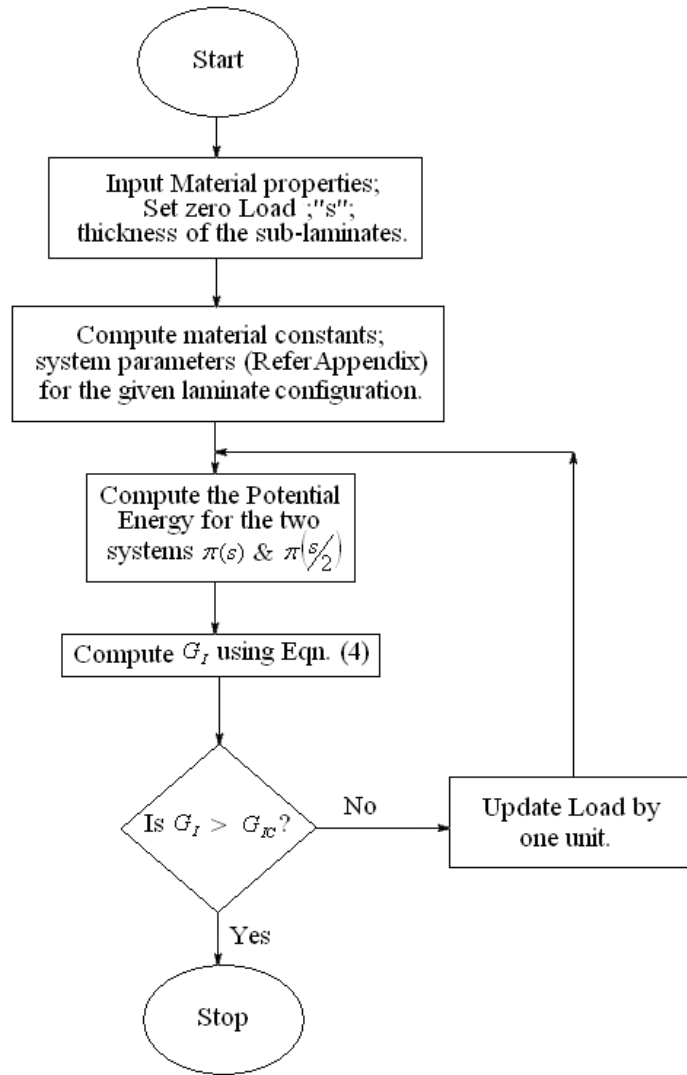 Start
Input Material properties;
Set zero Load ;"s";
thickness of the sub-laminates.
Compute material constants;
system parameters (Refer Appendix)
for the given laminate configuration.
Compute the Potential
Energy for the two
systems π(s) & π(s/2)
Compute G_I using Eqn. (4)
Is G_I > G_IC?
No
Update Load by
one unit.
Yes
Stop